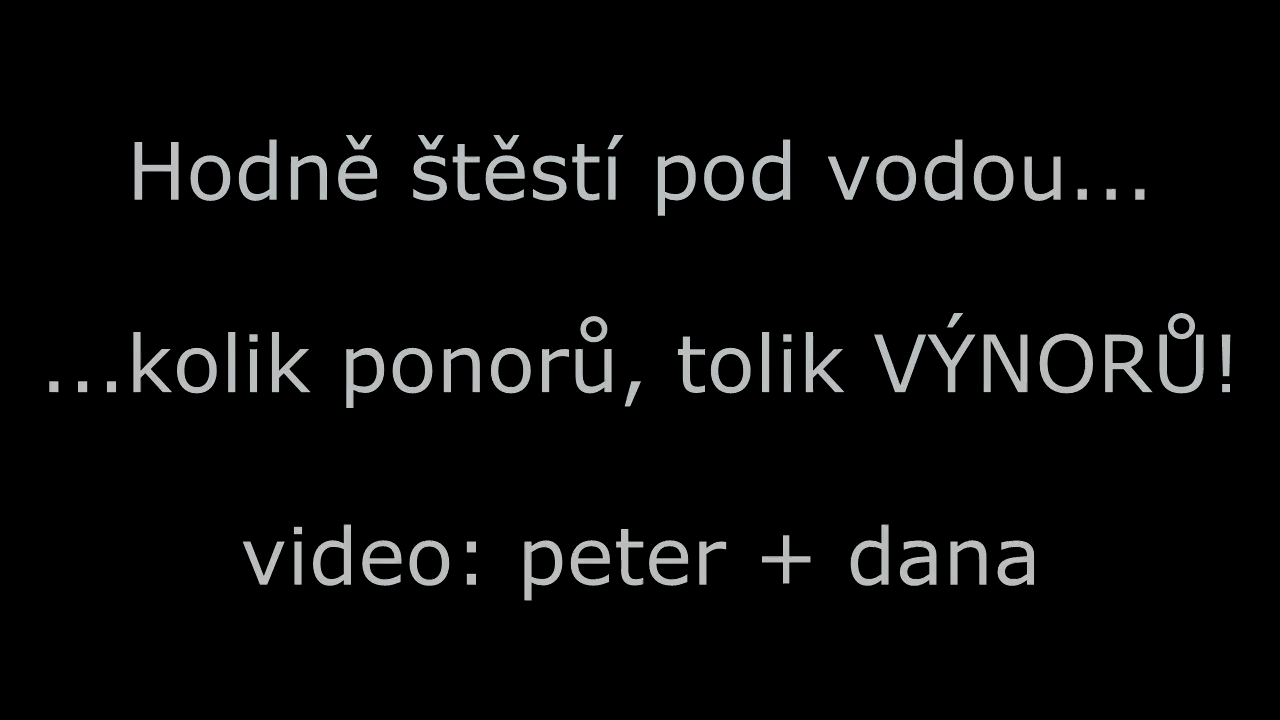 Hodně štěstí pod vodou...
...kolik ponorů, tolik VÝNORŮ!
video: peter + dana